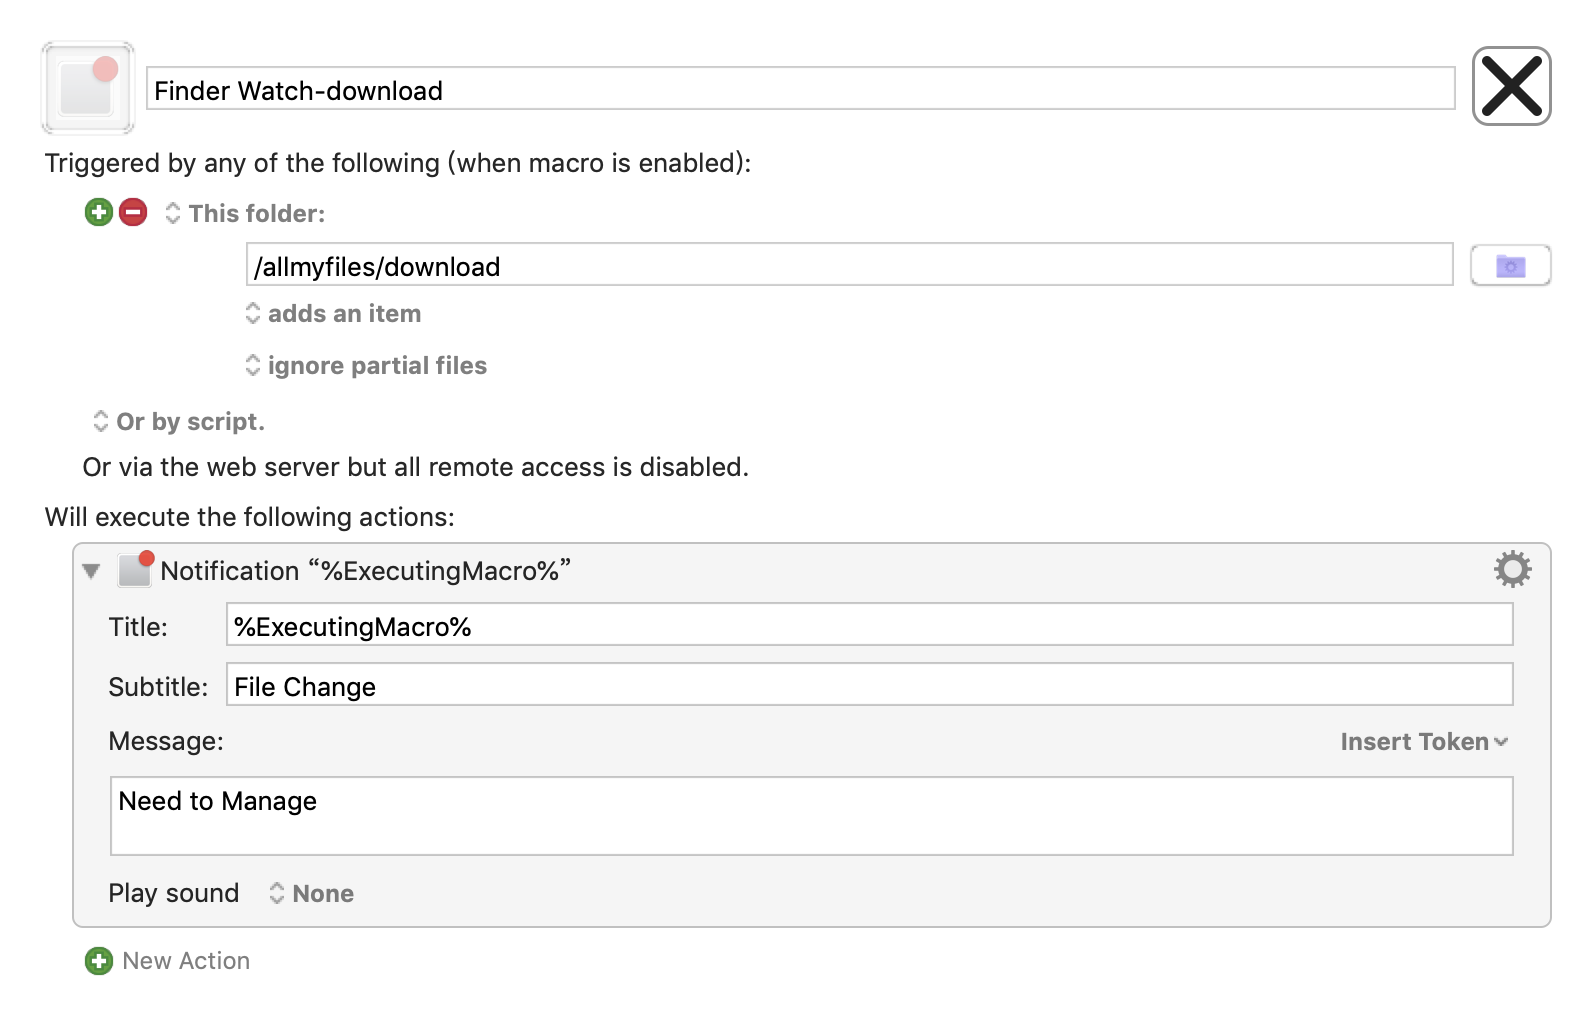 Finder Watch-download
Triggered by any of the following (when macro is enabled):
This folder:
/allmyfiles/download
adds an item
ignore partial files
Or by script.
Or via the web server but all remote access is disabled.
Will execute the following actions:
Notification “%ExecutingMacro%”
Title: %ExecutingMacro%
Subtitle: File Change
Message: Insert Token
Need to Manage
Play sound None
New Action